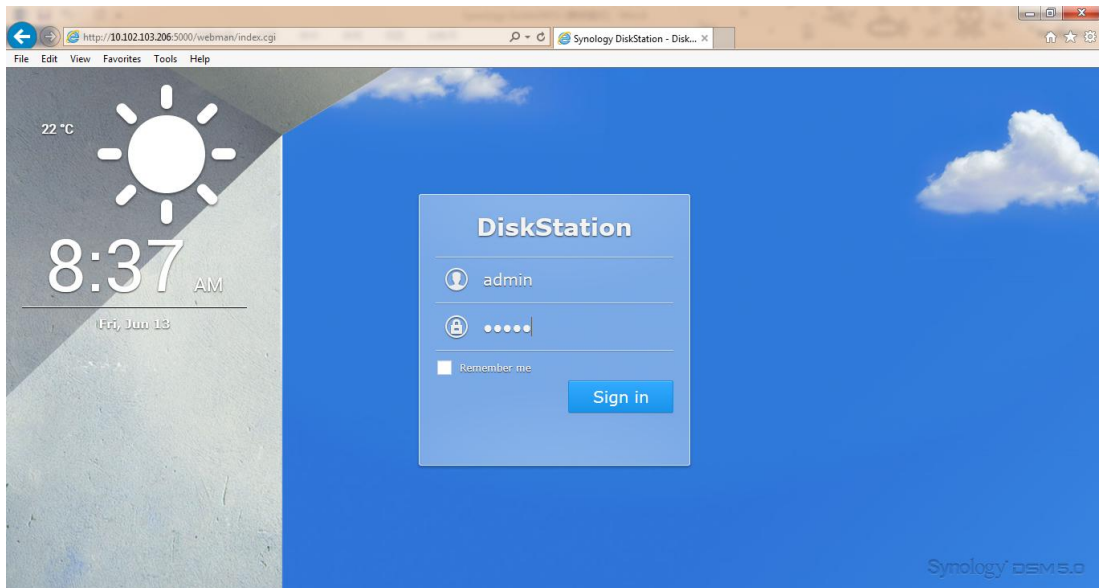 http://10.102.103.206:5000/webman/index.cgi
Synology DiskStation - Disk...
File Edit View Favorites Tools Help
22 °C
8:37 AM
Fri, Jun 13
DiskStation
admin
Remember me
Sign in
Synology DSM 5.0